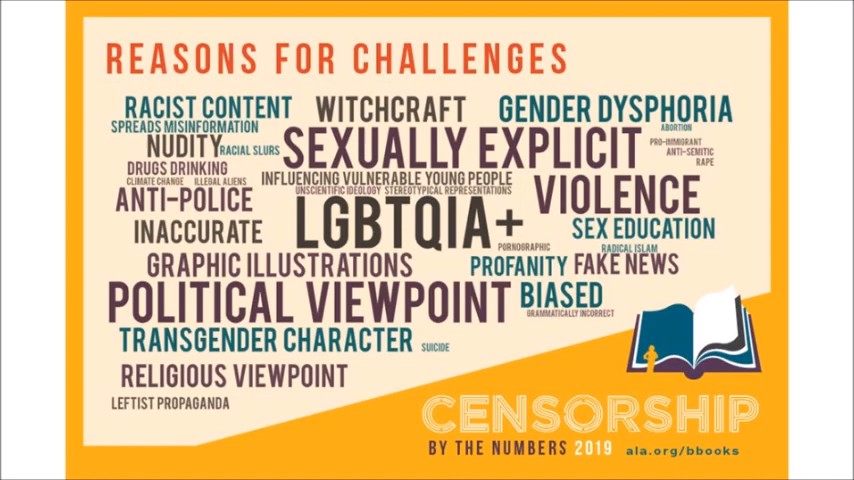 REASONS FOR CHALLENGES
RACIST CONTENT WITCHCRAFT GENDER DYSPHORIA
SPREADS MISINFORMATION ABORTION
NUDITY RACIAL SLURS SEXUALLY EXPLICIT PRO-IMMIGRANT
ANTI-SEMITIC
RAPE
DRUGS DRINKING
CLIMATE CHANGE ILLEGAL ALIENS INFLUENCING VULNERABLE YOUNG PEOPLE
UNSCIENTIFIC IDEOLOGY STEREOTYPICAL REPRESENTATIONS
ANTI-POLICE VIOLENCE
INACCURATE LGBTQIA+ SEX EDUCATION
PORNOGRAPHIC RADICAL ISLAM
GRAPHIC ILLUSTRATIONS PROFANITY FAKE NEWS
POLITICAL VIEWPOINT BIASED
GRAMMATICALLY INCORRECT
TRANSGENDER CHARACTER SUICIDE
RELIGIOUS VIEWPOINT
LEFTIST PROPAGANDA
CENSORSHIP
BY THE NUMBERS 2019 ala.org/bbooks